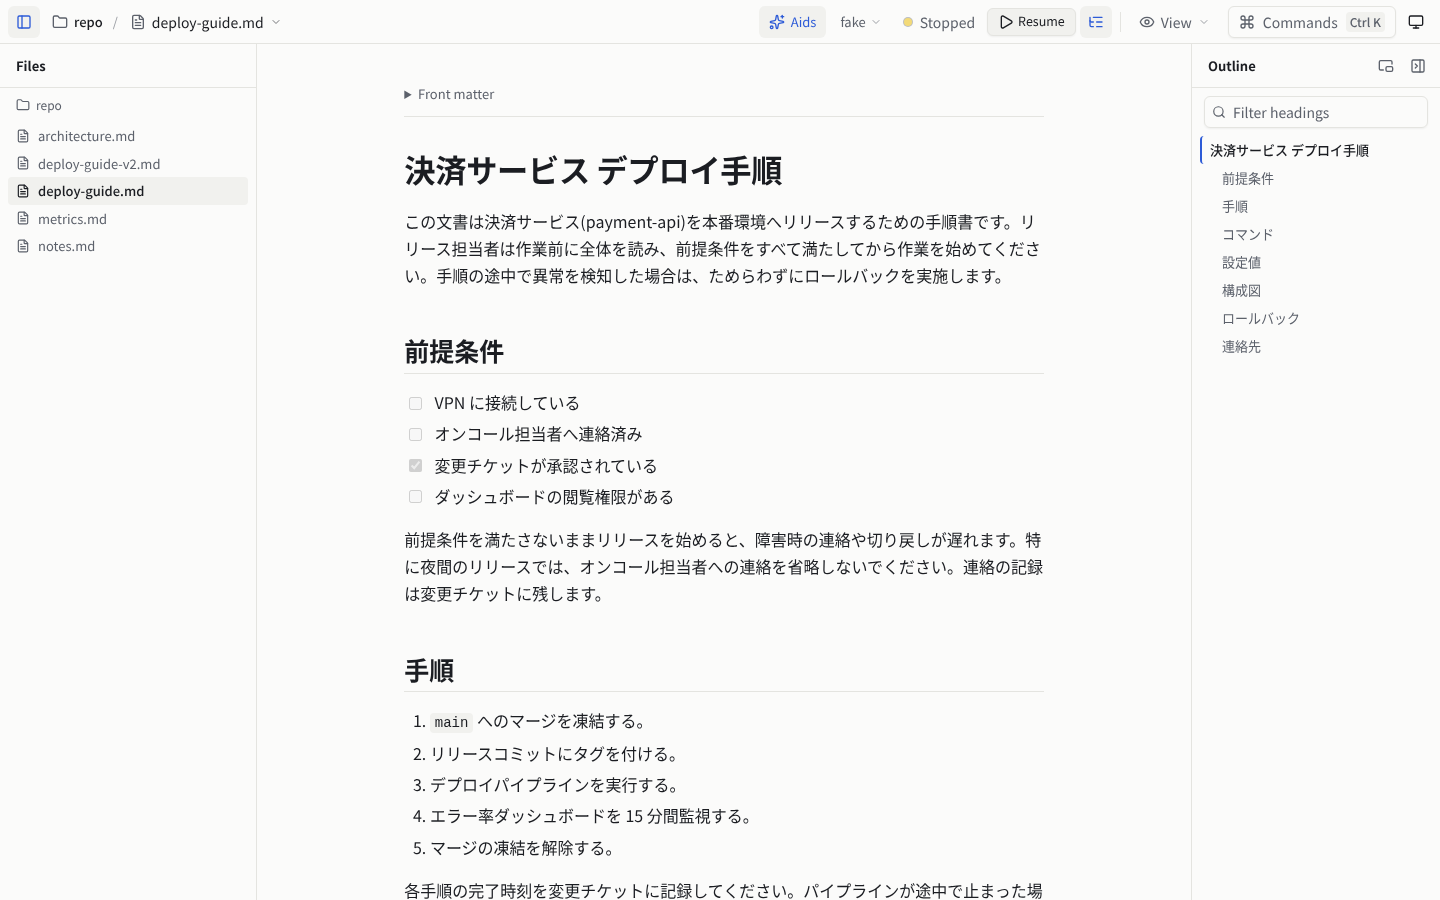 repo / deploy-guide.md
Aids
fake
Stopped
Resume
View
Commands Ctrl K
Files
repo
architecture.md
deploy-guide-v2.md
deploy-guide.md
metrics.md
notes.md
Front matter
決済サービス デプロイ手順
この文書は決済サービス(payment-api)を本番環境へリリースするための手順書です。リ
リース担当者は作業前に全体を読み、前提条件をすべて満たしてから作業を始めてくださ
い。手順の途中で異常を検知した場合は、ためらわずにロールバックを実施します。
前提条件
VPN に接続している
オンコール担当者へ連絡済み
変更チケットが承認されている
ダッシュボードの閲覧権限がある
前提条件を満たさないままリリースを始めると、障害時の連絡や切り戻しが遅れます。特
に夜間のリリースでは、オンコール担当者への連絡を省略しないでください。連絡の記録
は変更チケットに残します。
手順
1. main へのマージを凍結する。
2. リリースコミットにタグを付ける。
3. デプロイパイプラインを実行する。
4. エラー率ダッシュボードを 15 分間監視する。
5. マージの凍結を解除する。
各手順の完了時刻を変更チケットに記録してください。パイプラインが途中で止まった場
Outline
Filter headings
決済サービス デプロイ手順
前提条件
手順
コマンド
設定値
構成図
ロールバック
連絡先